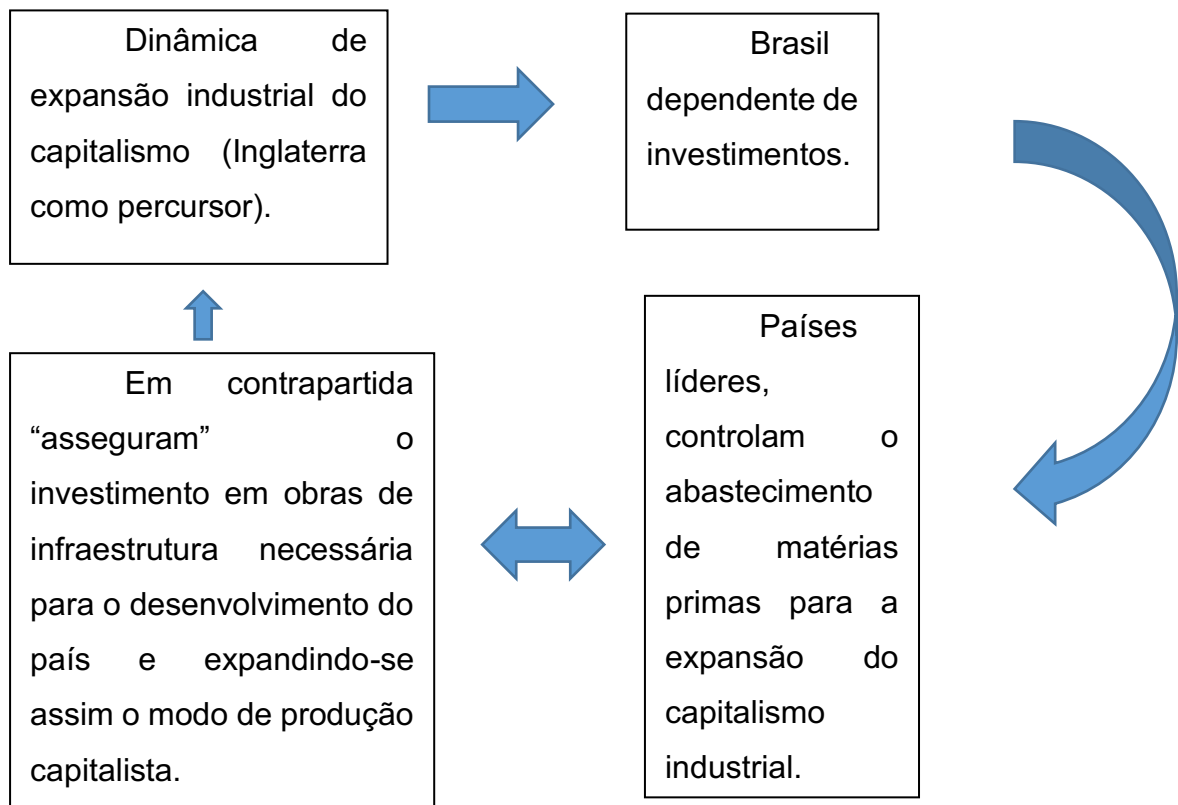 Dinâmica de
expansão industrial do
capitalismo (Inglaterra
como percursor).
Brasil
dependente de
investimentos.
Países
líderes,
controlam o
abastecimento
de matérias
primas para a
expansão do
capitalismo
industrial.
Em contrapartida
“asseguram” o
investimento em obras de
infraestrutura necessária
para o desenvolvimento do
país e expandindo-se
assim o modo de produção
capitalista.